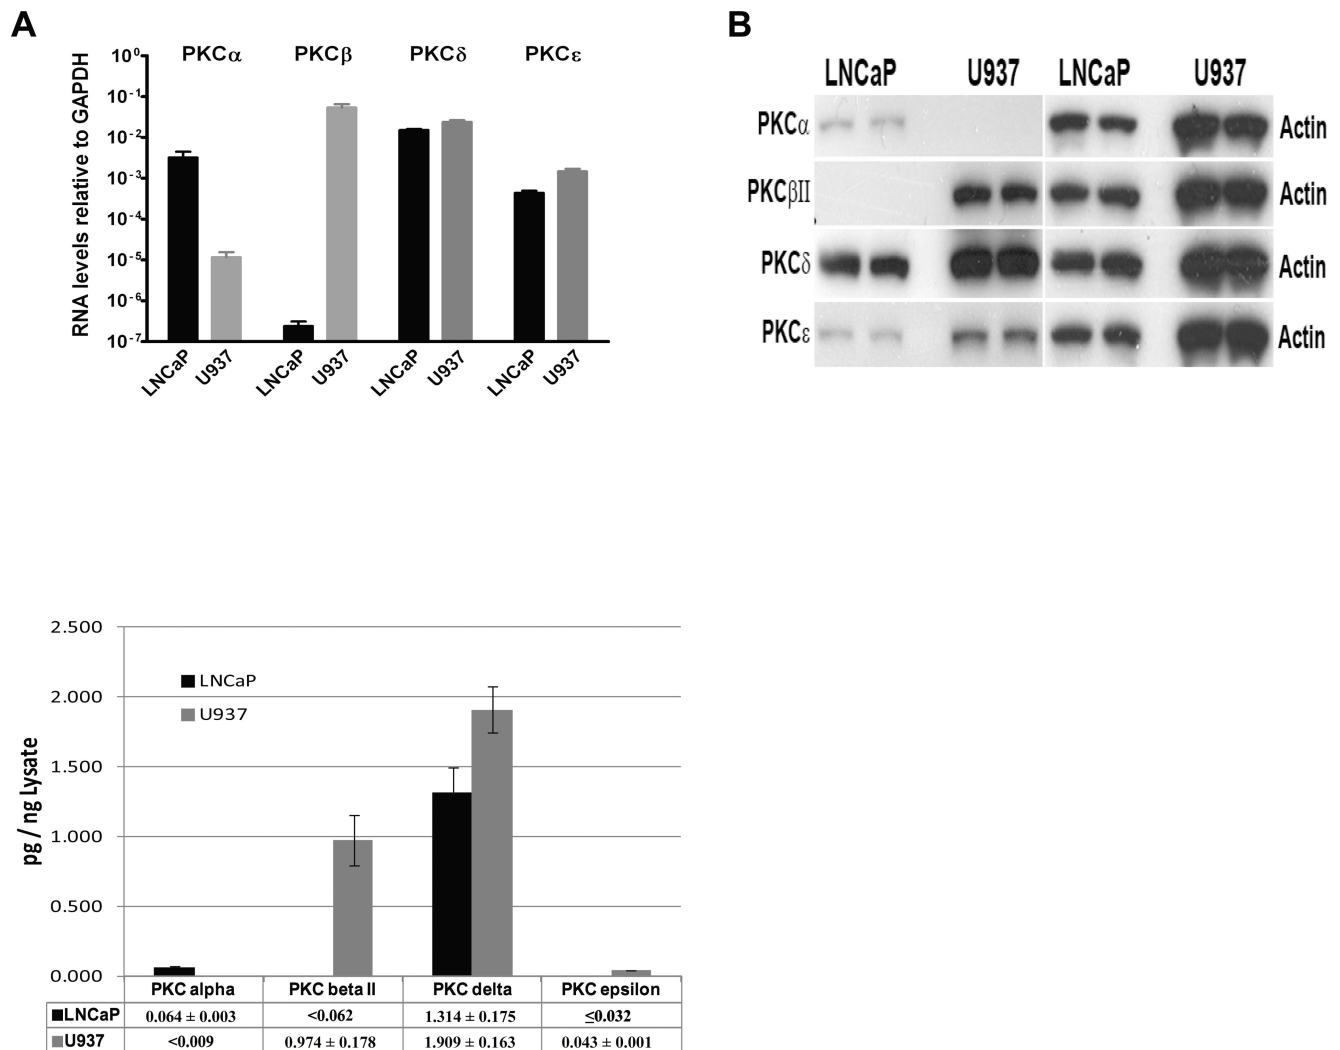 A
PKCα PKCβ PKCδ PKCε
RNA levels relative to GAPDH
10⁰
10⁻¹
10⁻²
10⁻³
10⁻⁴
10⁻⁵
10⁻⁶
10⁻⁷
LNCaP U937 LNCaP U937 LNCaP U937 LNCaP U937
B
LNCaP U937 LNCaP U937
PKCα Actin
PKCβII Actin
PKCδ Actin
PKCε Actin
pg / ng Lysate
2.500
2.000
1.500
1.000
0.500
0.000
LNCaP
U937
PKC alpha PKC beta II PKC delta PKC epsilon
LNCaP 0.064 ± 0.003 <0.062 1.314 ± 0.175 ≤0.032
U937 <0.009 0.974 ± 0.178 1.909 ± 0.163 0.043 ± 0.001